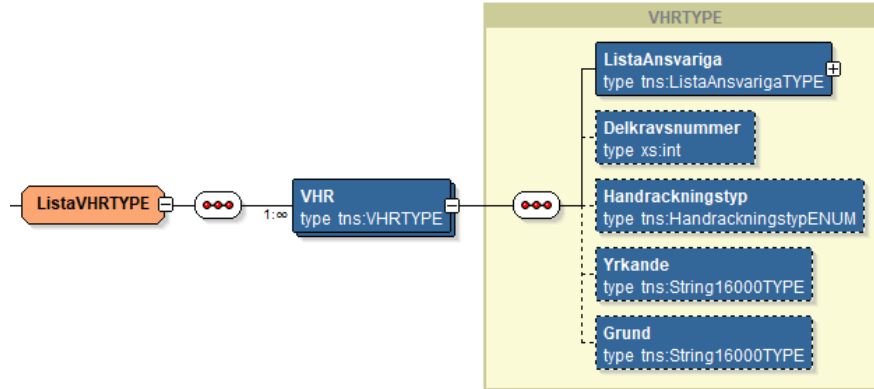 VHRTYPE
ListaAnsvariga
type tns:ListaAnsvarigaTYPE
Delkravsnummer
type xs:int
ListaVHRTYPE
VHR
type tns:VHRTYPE
1:∞
Handrackningstyp
type tns:HandrackningstypENUM
Yrkande
type tns:String16000TYPE
Grund
type tns:String16000TYPE